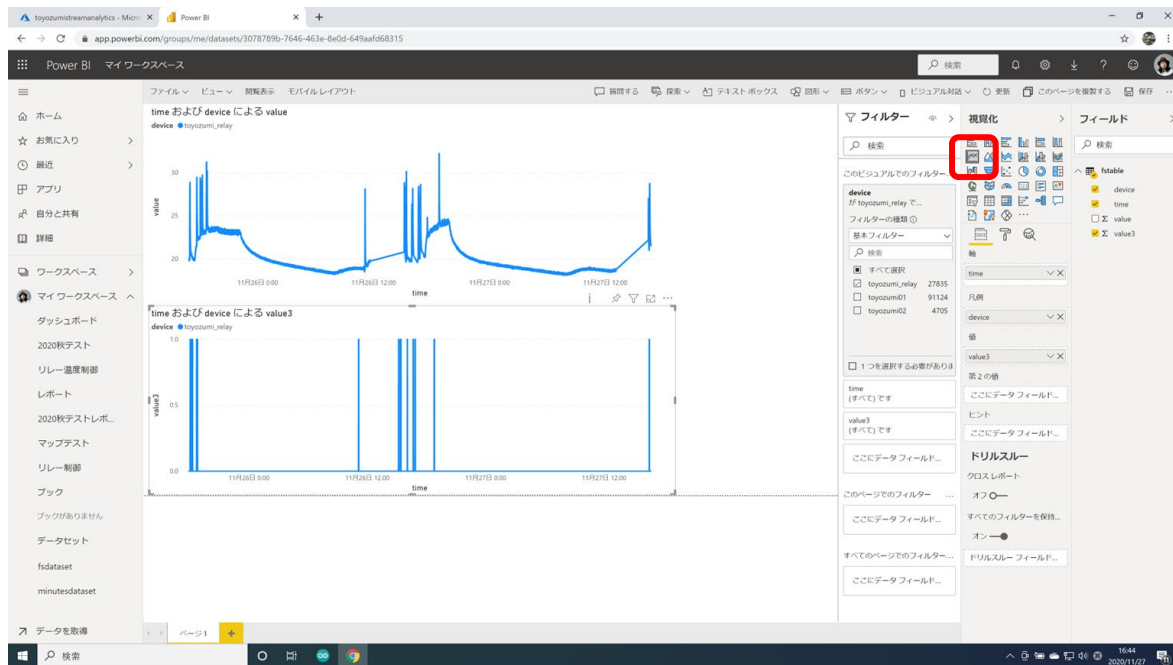 toyozumistreamanalytics - Micro
Power BI
app.powerbi.com/groups/me/datasets/3078789b-7646-463e-8e0d-649aafd68315
Power BI マイ ワークスペース
検索
ファイル ビュー 閲覧表示 モバイル レイアウト
質問する 探索 テキスト ボックス 図形 ボタン ビジュアル対話 更新 このページを複製する 保存
ホーム
お気に入り
最近
アプリ
自分と共有
詳細
ワークスペース
マイ ワークスペース
ダッシュボード
2020秋テスト
リレー温度制御
レポート
2020秋テストレポ...
マップテスト
リレー制御
ブック
ブックがありません
データセット
fsdataset
minutesdataset
データを取得
time および device による value
device toyozumi_relay
30
25
20
value
11月26日 0:00 11月26日 12:00 11月27日 0:00 11月27日 12:00
time
time および device による value3
device toyozumi_relay
1.0
0.5
0.0
value3
11月26日 0:00 11月26日 12:00 11月27日 0:00 11月27日 12:00
time
ページ1
フィルター
検索
このビジュアルでのフィルター...
device
が toyozumi_relay で...
フィルターの種類
基本フィルター
検索
すべて選択
toyozumi_relay 27835
toyozumi01 91124
toyozumi02 4705
1 つを選択する必要がありま
time
(すべて) です
value3
(すべて) です
ここにデータ フィールド...
このページでのフィルター ...
ここにデータ フィールド...
すべてのページでのフィルター...
ここにデータ フィールド...
視覚化
軸
time
凡例
device
値
value3
第 2 の値
ここにデータ フィールド...
ヒント
ここにデータ フィールド...
ドリルスルー
クロス レポート
オフ
すべてのフィルターを保持...
オン
ドリルスルー フィールド...
フィールド
検索
fstable
device
time
Σ value
Σ value3
検索
16:44
2020/11/27